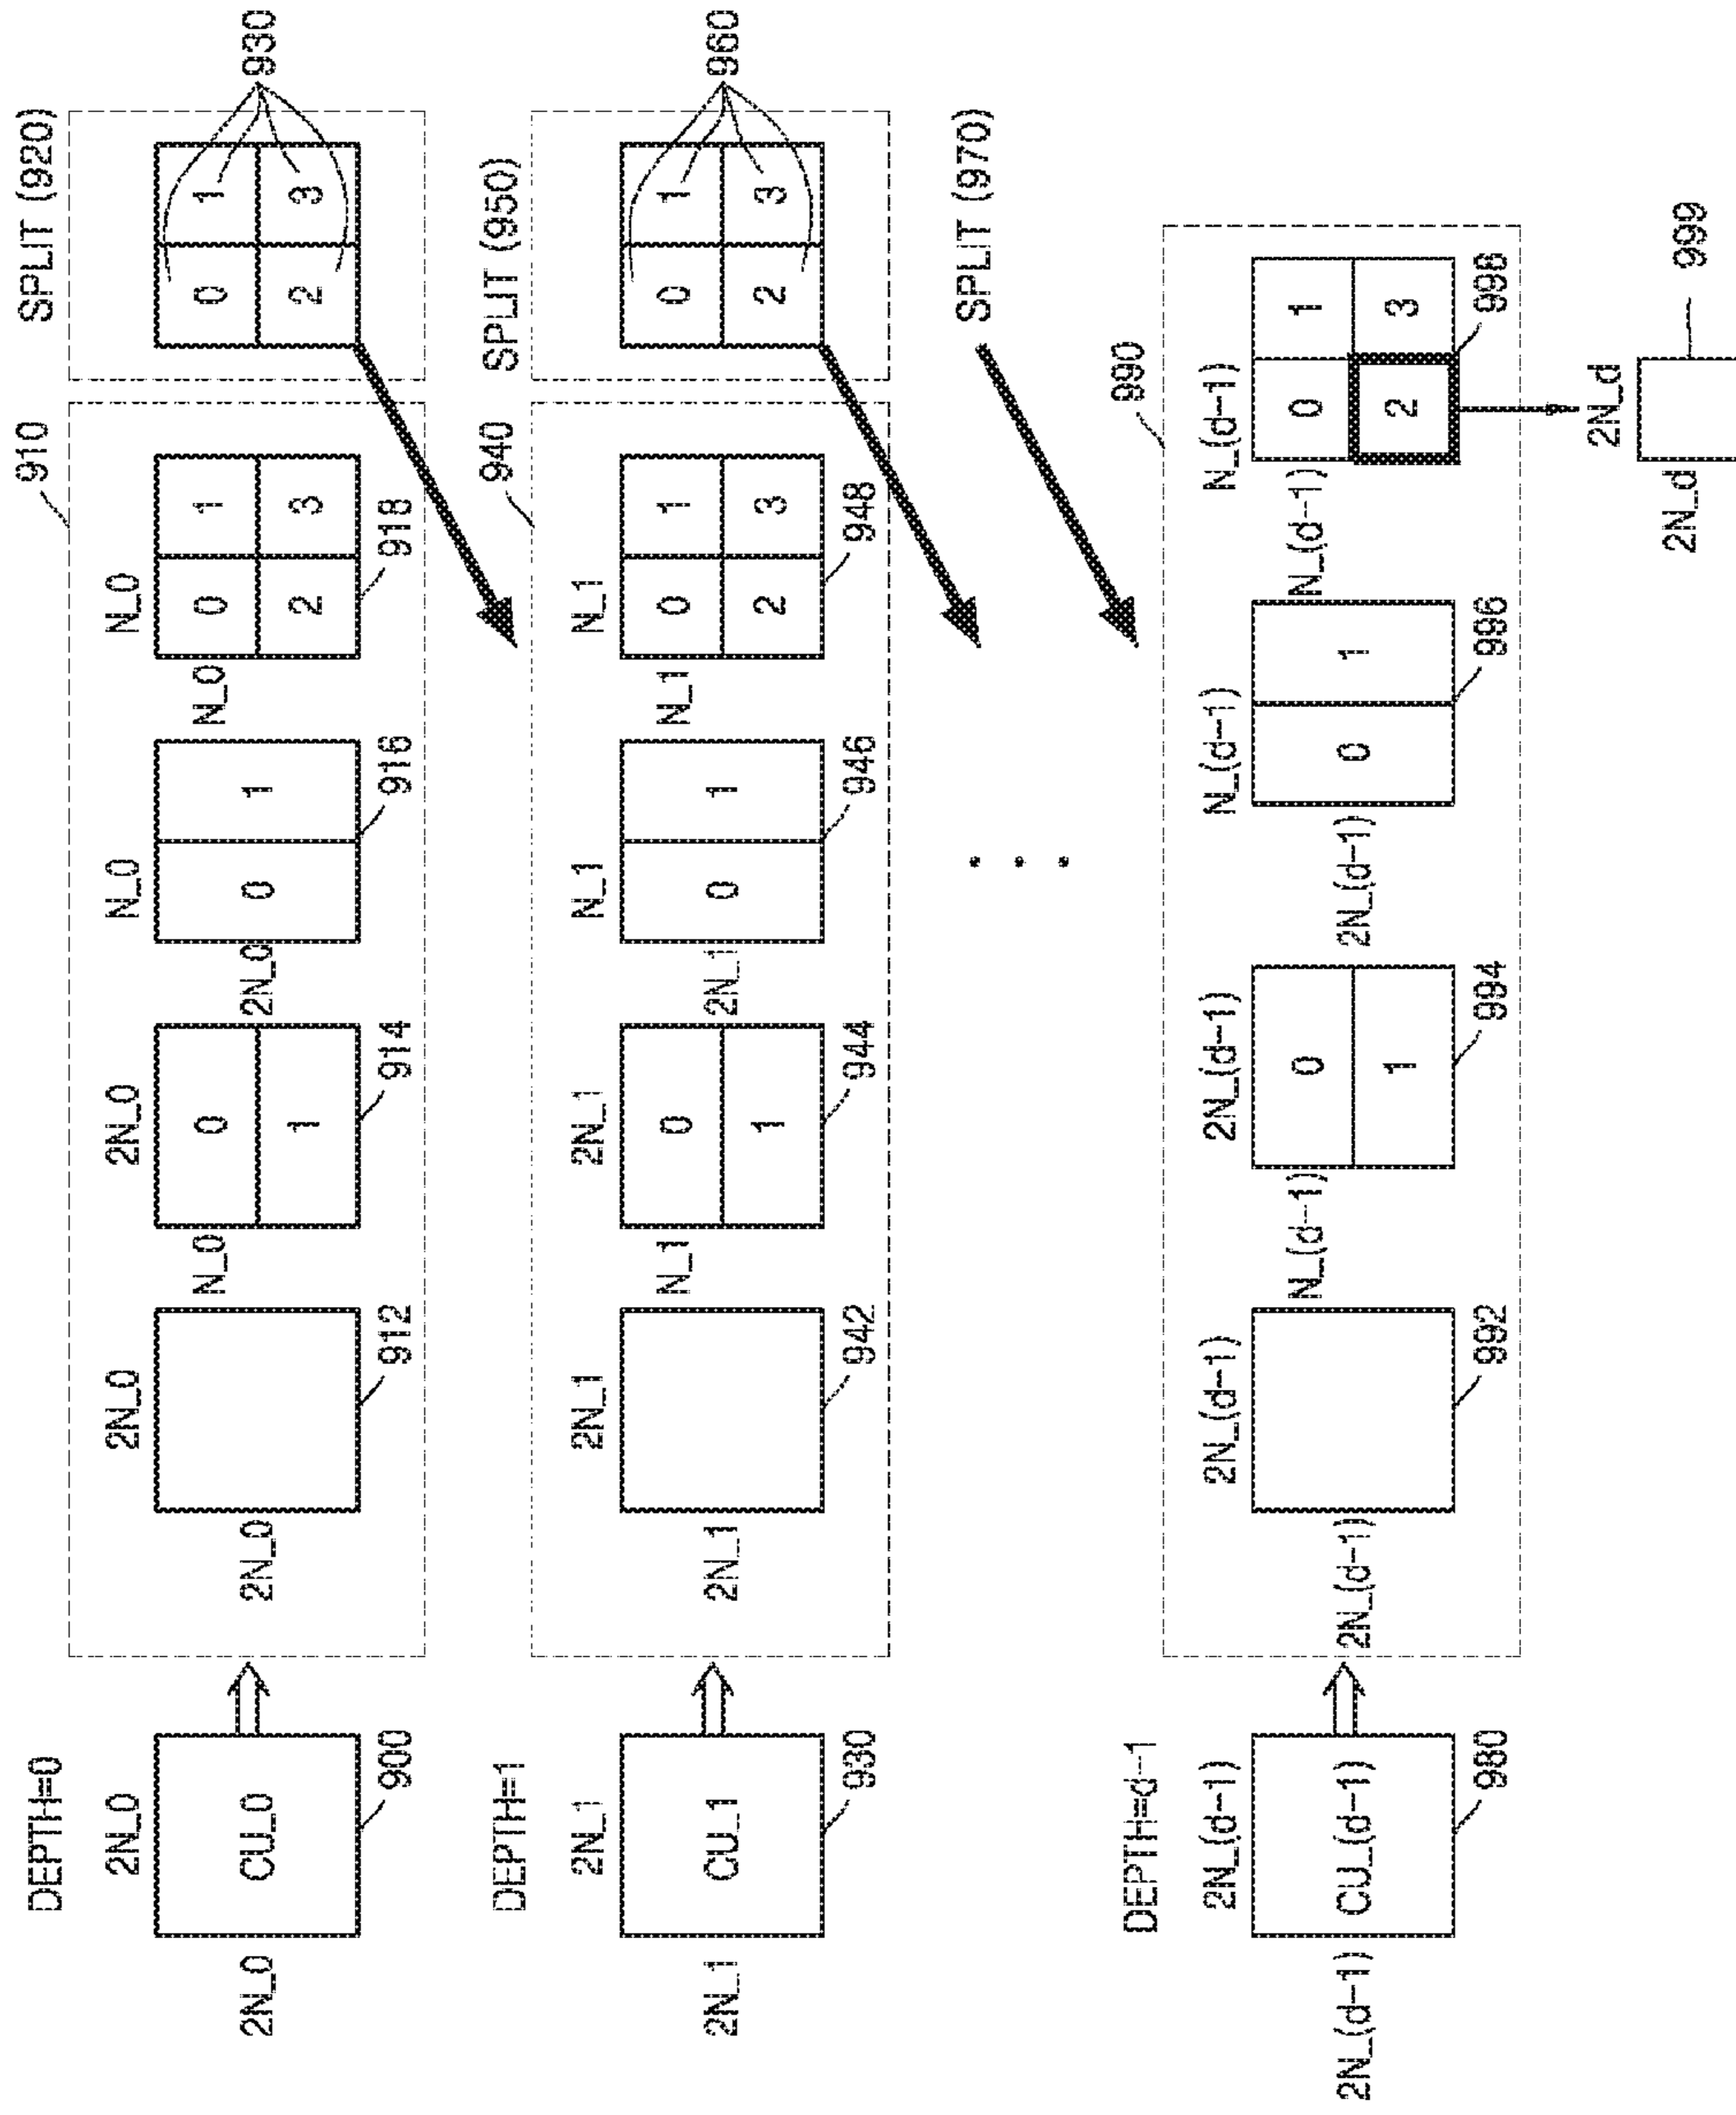 DEPTH=0
2N_0
2N_0
CU_0
900
910
2N_0
2N_0
912
2N_0
N_0
0
1
914
N_0
2N_0
0
1
916
N_0
N_0
0
1
2
3
918
SPLIT (920)
0
1
2
3
930
DEPTH=1
2N_1
2N_1
CU_1
930
940
2N_1
2N_1
942
2N_1
N_1
0
1
944
N_1
2N_1
0
1
946
N_1
N_1
0
1
2
3
948
SPLIT (950)
0
1
2
3
960
SPLIT (970)
DEPTH=d-1
2N_(d-1)
2N_(d-1)
CU_(d-1)
980
990
2N_(d-1)
2N_(d-1)
992
2N_(d-1)
N_(d-1)
0
1
994
N_(d-1)
2N_(d-1)
0
1
996
N_(d-1)
N_(d-1)
0
1
2
3
998
2N_d
2N_d
999